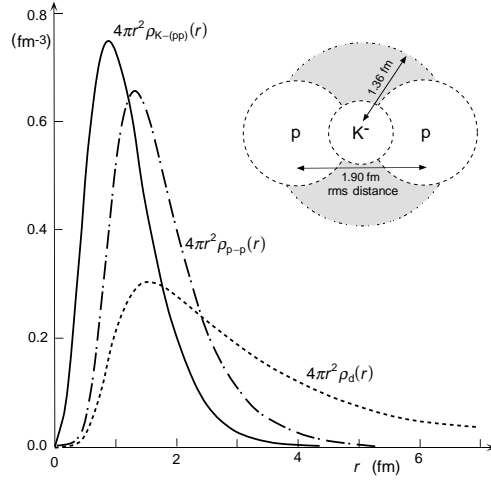 0.8
(fm-3)
0.6
0.4
0.2
0.0
0
2
4
6
r (fm)
4πr²ρK−(pp)(r)
4πr²ρp−p(r)
4πr²ρd(r)
1.36 fm
p
K-
p
1.90 fm
rms distance